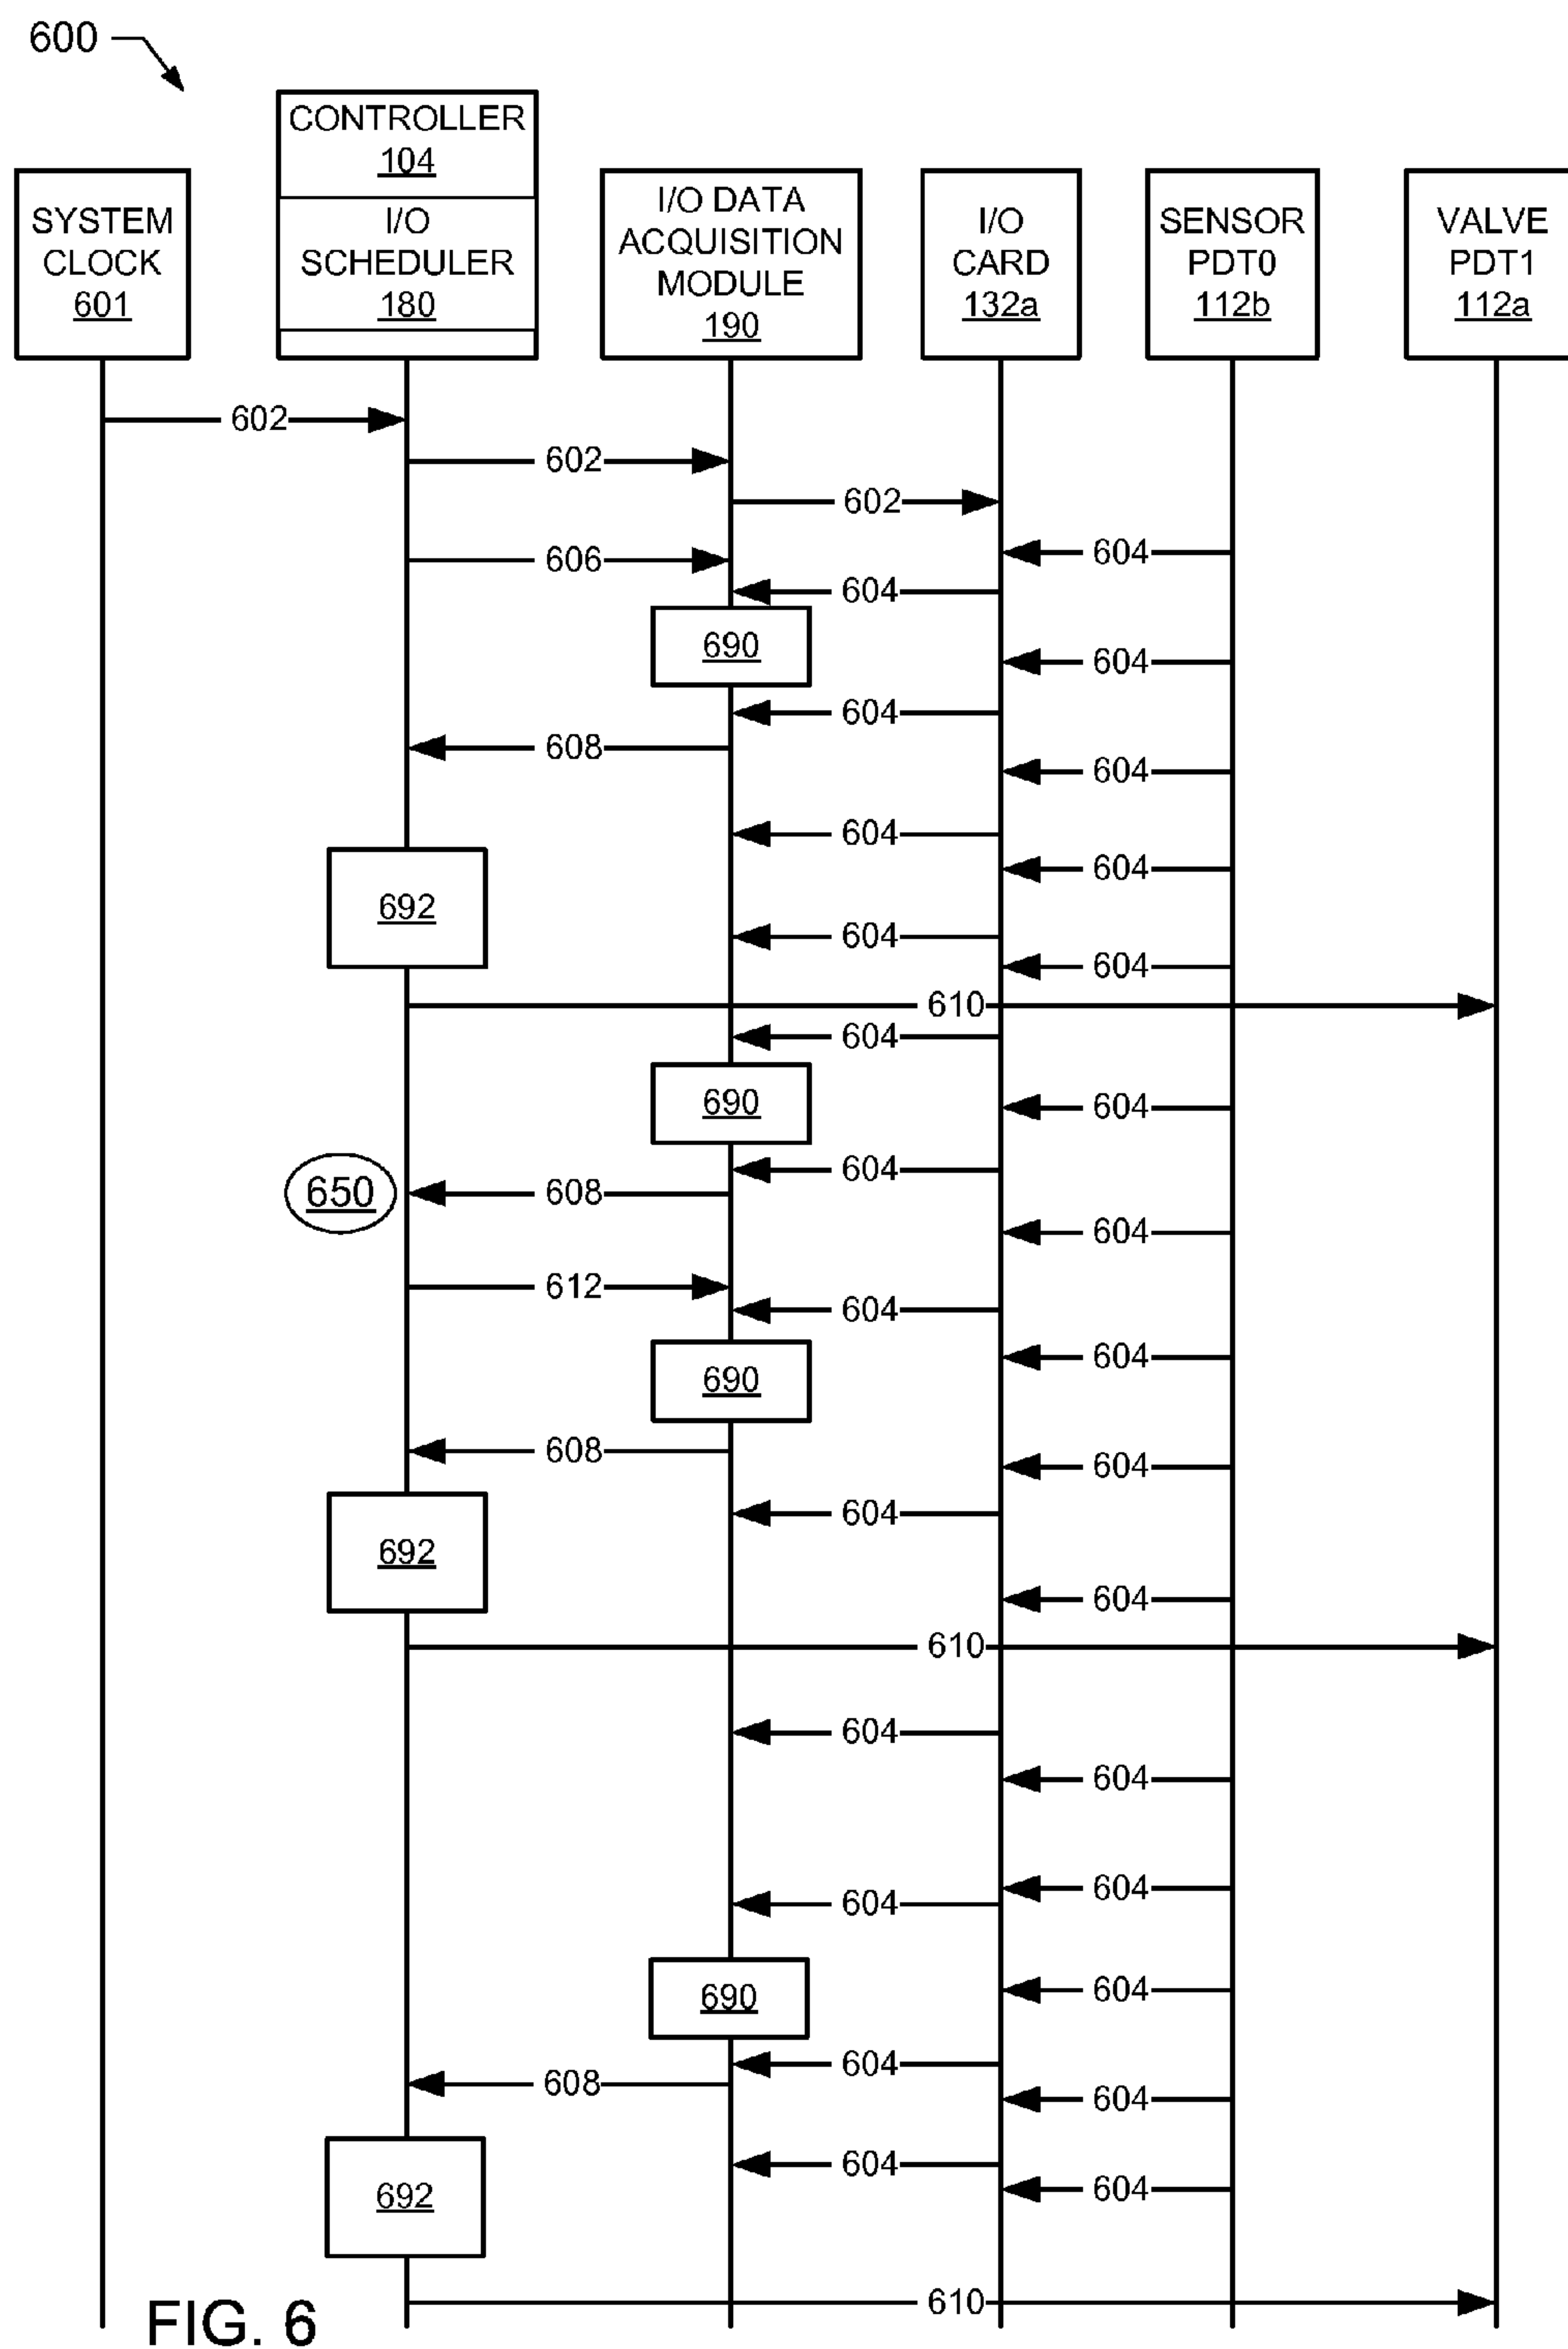 600
CONTROLLER
104
SYSTEM
CLOCK
601
I/O
SCHEDULER
180
I/O DATA
ACQUISITION
MODULE
190
I/O
CARD
132a
SENSOR
PDT0
112b
VALVE
PDT1
112a
602
602
602
604
606
604
690
604
604
608
604
604
692
604
604
604
610
604
690
604
604
650
608
604
612
604
604
690
608
604
604
692
604
610
604
604
604
604
690
604
604
608
604
604
692
604
610
FIG. 6